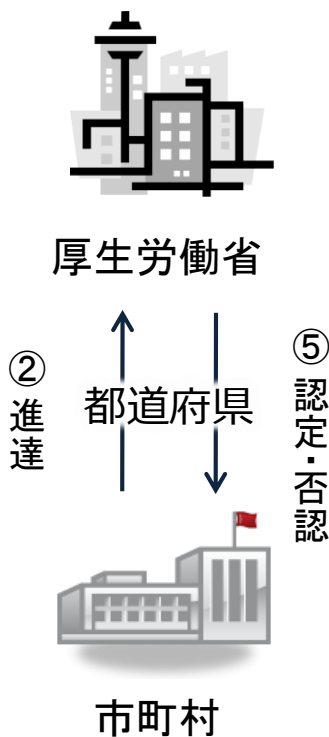 厚生労働省
②進達
都道府県
⑤認定・否認
市町村